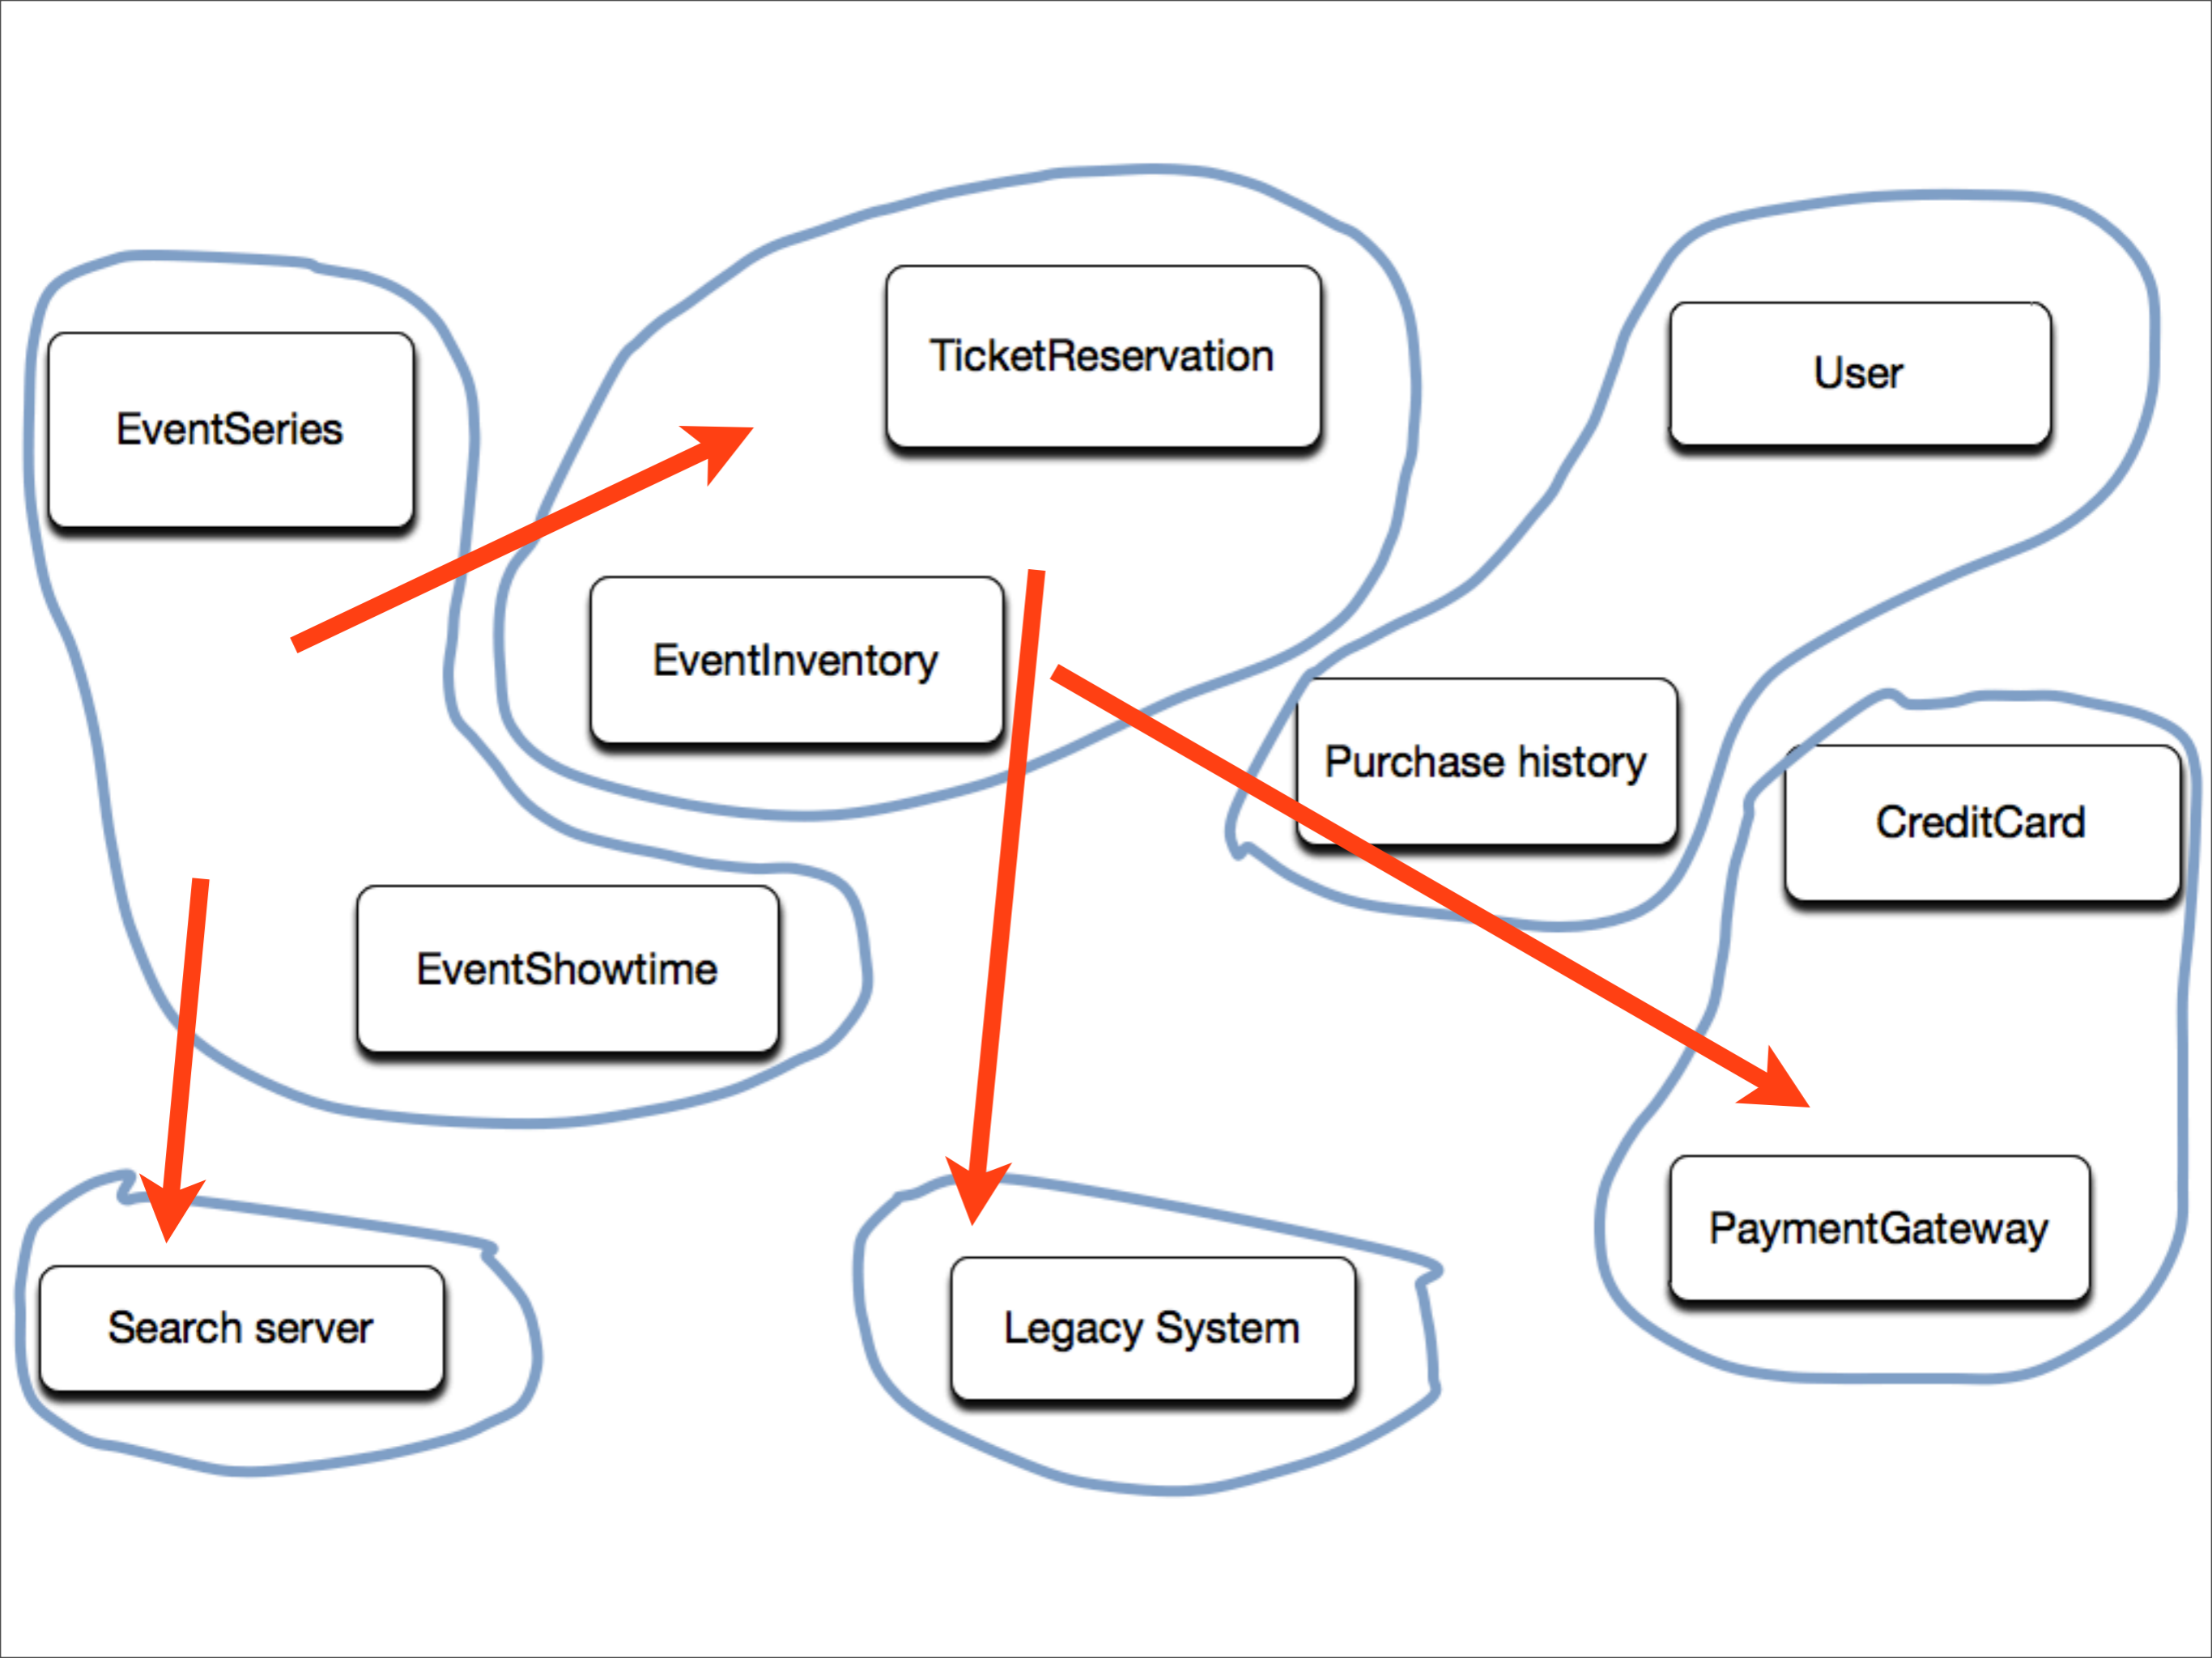 TicketReservation
User
EventSeries
EventInventory
Purchase history
CreditCard
EventShowtime
PaymentGateway
Search server
Legacy System